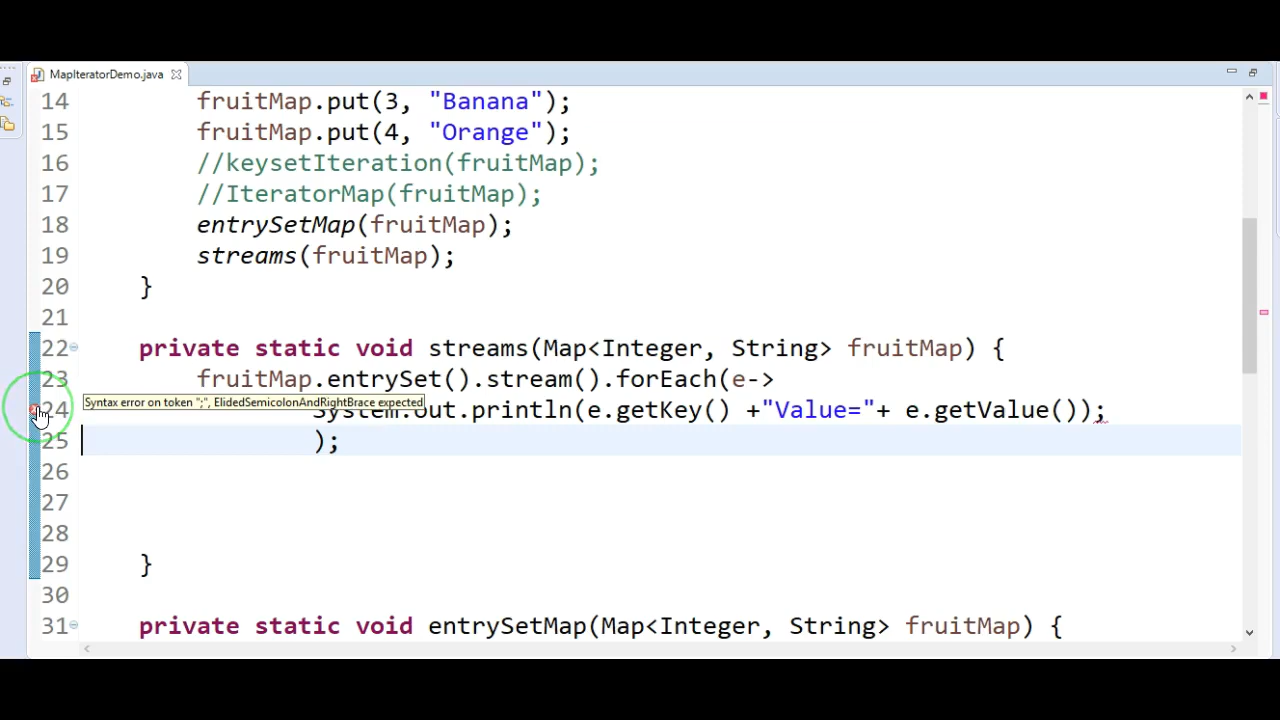 MapIteratorDemo.java
14 fruitMap.put(3, "Banana");
15 fruitMap.put(4, "Orange");
16 //keysetIteration(fruitMap);
17 //IteratorMap(fruitMap);
18 entrySetMap(fruitMap);
19 streams(fruitMap);
20 }
21
22 private static void streams(Map<Integer, String> fruitMap) {
23 fruitMap.entrySet().stream().forEach(e->
Syntax error on token ";", ElidedSemicolonAndRightBrace expected
24 System.out.println(e.getKey() +"Value="+ e.getValue());
25 );
26
27
28
29 }
30
31 private static void entrySetMap(Map<Integer, String> fruitMap) {